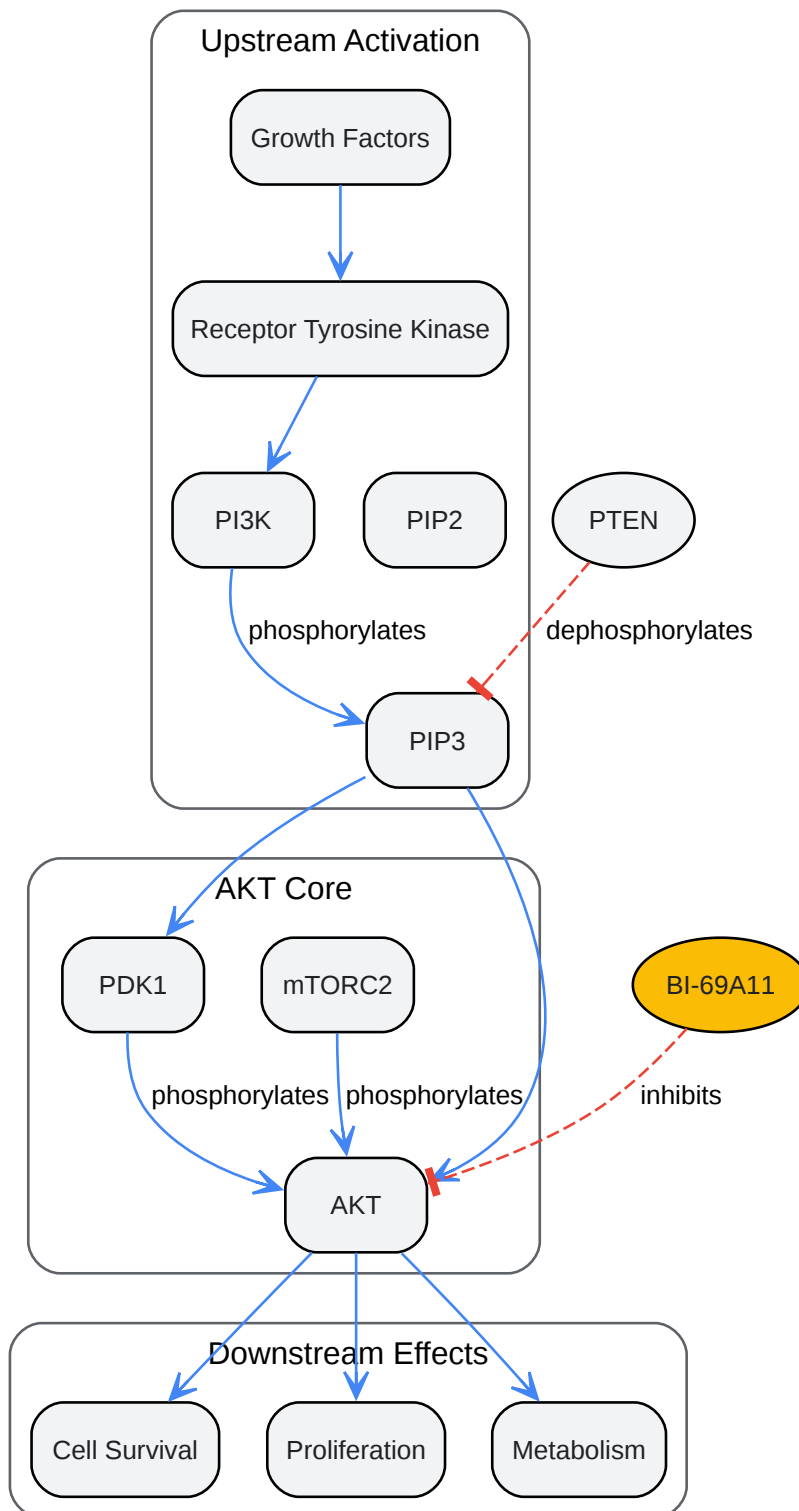 Upstream Activation
Growth Factors
Receptor Tyrosine Kinase
PI3K
PIP2
PTEN
phosphorylates
dephosphorylates
PIP3
AKT Core
PDK1
mTORC2
BI-69A11
phosphorylates
phosphorylates
inhibits
AKT
Downstream Effects
Cell Survival
Proliferation
Metabolism